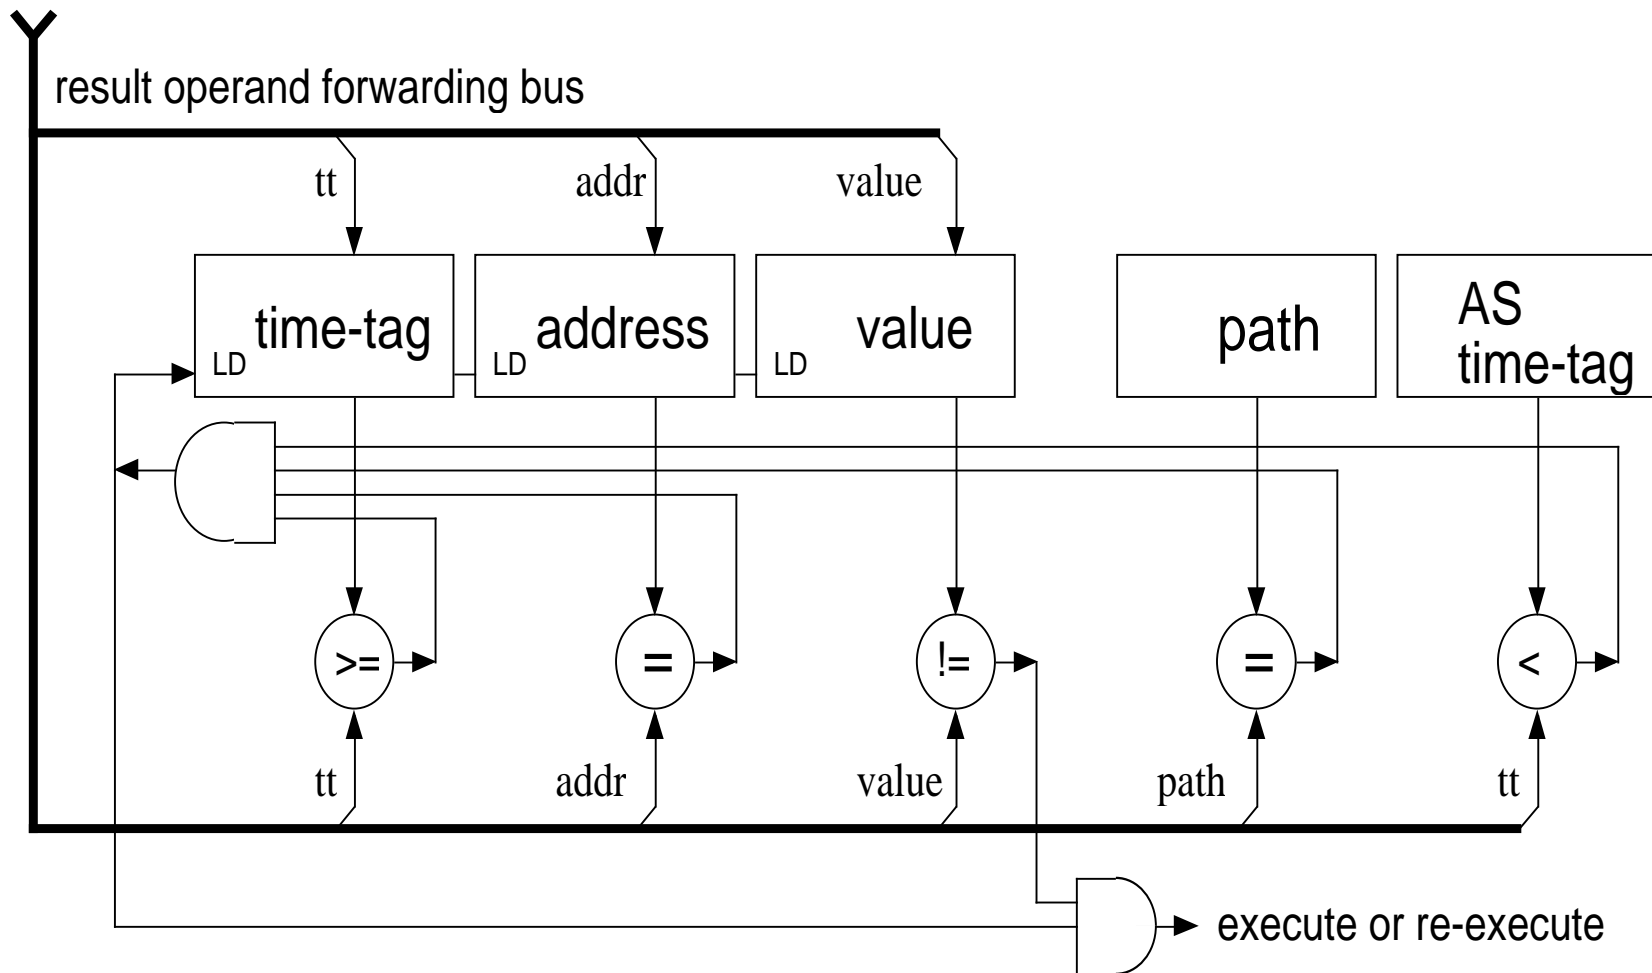 result operand forwarding bus
tt addr value
time-tag address value path AS
time-tag
LD LD LD
>= = != = <
tt addr value path tt
execute or re-execute